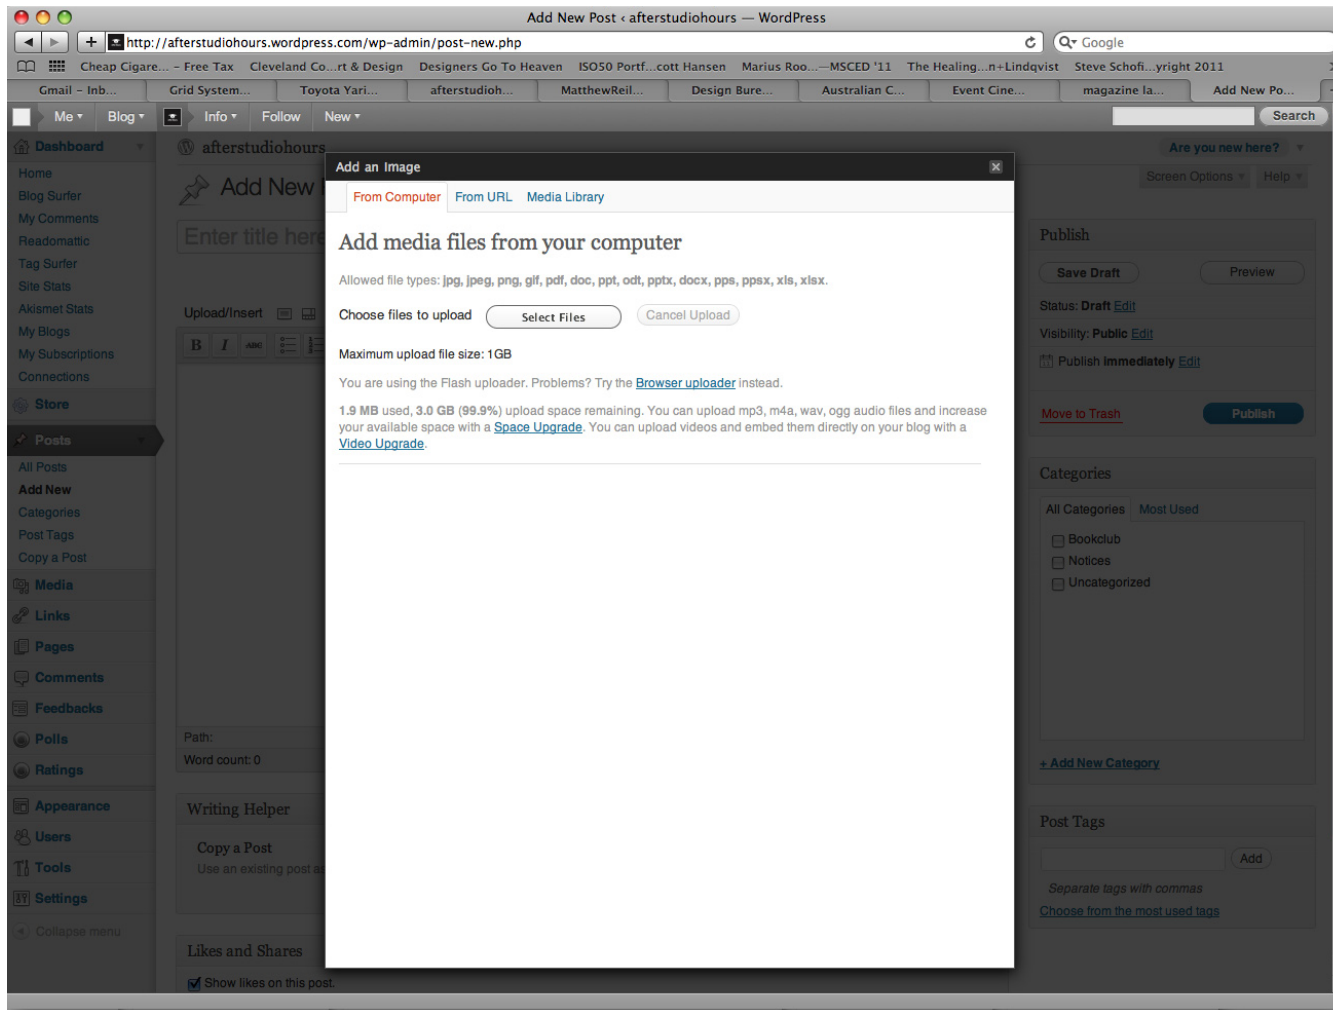 Add New Post ‹ afterstudiohours — WordPress
http://afterstudiohours.wordpress.com/wp-admin/post-new.php
Google
Cheap Cigare... – Free Tax Cleveland Co...rt & Design Designers Go To Heaven ISO50 Portf...cott Hansen Marius Roo...—MSCED '11 The Healing...n+Lindqvist Steve Schofi...yright 2011
Gmail – Inb... Grid System... Toyota Yari... afterstudioh... MatthewReil... Design Bure... Australian C... Event Cine... magazine la... Add New Po...
Me Blog Info Follow New Search
Dashboard
Home
Blog Surfer
My Comments
Readomattic
Tag Surfer
Site Stats
Akismet Stats
My Blogs
My Subscriptions
Connections
Store
Posts
All Posts
Add New
Categories
Post Tags
Copy a Post
Media
Links
Pages
Comments
Feedbacks
Polls
Ratings
Appearance
Users
Tools
Settings
Collapse menu
afterstudiohours
Are you new here?
Screen Options Help
Add New
Enter title here
Upload/Insert
B I ABC
Path:
Word count: 0
Writing Helper
Copy a Post
Use an existing post as
Likes and Shares
Show likes on this post.
Add an Image
From Computer From URL Media Library
Add media files from your computer
Allowed file types: jpg, jpeg, png, gif, pdf, doc, ppt, odt, pptx, docx, pps, ppsx, xls, xlsx.
Choose files to upload Select Files Cancel Upload
Maximum upload file size: 1GB
You are using the Flash uploader. Problems? Try the Browser uploader instead.
1.9 MB used, 3.0 GB (99.9%) upload space remaining. You can upload mp3, m4a, wav, ogg audio files and increase
your available space with a Space Upgrade. You can upload videos and embed them directly on your blog with a
Video Upgrade.
Publish
Save Draft Preview
Status: Draft Edit
Visibility: Public Edit
Publish immediately Edit
Move to Trash Publish
Categories
All Categories Most Used
Bookclub
Notices
Uncategorized
+ Add New Category
Post Tags
Add
Separate tags with commas
Choose from the most used tags